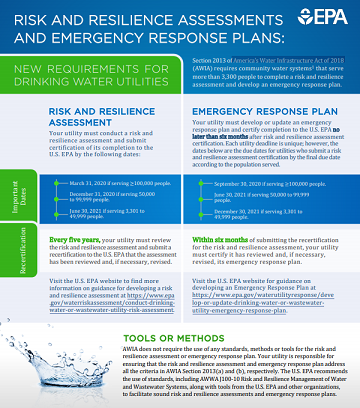 RISK AND RESILIENCE ASSESSMENTS
AND EMERGENCY RESPONSE PLANS:
EPA
NEW REQUIREMENTS FOR
DRINKING WATER UTILITIES
Section 2013 of America's Water Infrastructure Act of 2018
(AWIA) requires community water systems¹ that serve
more than 3,300 people to complete a risk and resilience
assessment and develop an emergency response plan.
RISK AND RESILIENCE
ASSESSMENT
Your utility must conduct a risk and
resilience assessment and submit
certification of its completion to the
U.S. EPA by the following dates:
EMERGENCY RESPONSE PLAN
Your utility must develop or update an emergency
response plan and certify completion to the U.S. EPA no
later than six months after risk and resilience assessment
certification. Each utility deadline is unique; however, the
dates below are the due dates for utilities who submit a risk
and resilience assessment certification by the final due date
according to the population served.
Important
Dates
March 31, 2020 if serving ≥100,000 people.
December 31, 2020 if serving 50,000
to 99,999 people.
June 30, 2021 if serving 3,301 to
49,999 people.
September 30, 2020 if serving ≥100,000 people.
June 30, 2021 if serving 50,000 to 99,999
people.
December 30, 2021 if serving 3,301 to
49,999 people.
Recertification
Every five years, your utility must review
the risk and resilience assessment and submit a
recertification to the U.S. EPA that the assessment
has been reviewed and, if necessary, revised.
Within six months of submitting the recertification
for the risk and resilience assessment, your utility
must certify it has reviewed and, if necessary,
revised, its emergency response plan.
Visit the U.S. EPA website to find more
information on guidance for developing a risk
and resilience assessment at https://www.epa
.gov/waterriskassessment/conduct-drinking-
water-or-wastewater-utility-risk-assessment.
Visit the U.S. EPA website for guidance on
developing an Emergency Response Plan at
https://www.epa.gov/waterutilityresponse/deve
lop-or-update-drinking-water-or-wastewater-
utility-emergency-response-plan.
TOOLS OR METHODS
AWIA does not require the use of any standards, methods or tools for the risk and
resilience assessment or emergency response plan. Your utility is responsible for
ensuring that the risk and resilience assessment and emergency response plan address
all the criteria in AWIA Section 2013(a) and (b), respectively. The U.S. EPA recommends
the use of standards, including AWWA J100-10 Risk and Resilience Management of Water
and Wastewater Systems, along with tools from the U.S. EPA and other organizations,
to facilitate sound risk and resilience assessments and emergency response plans.